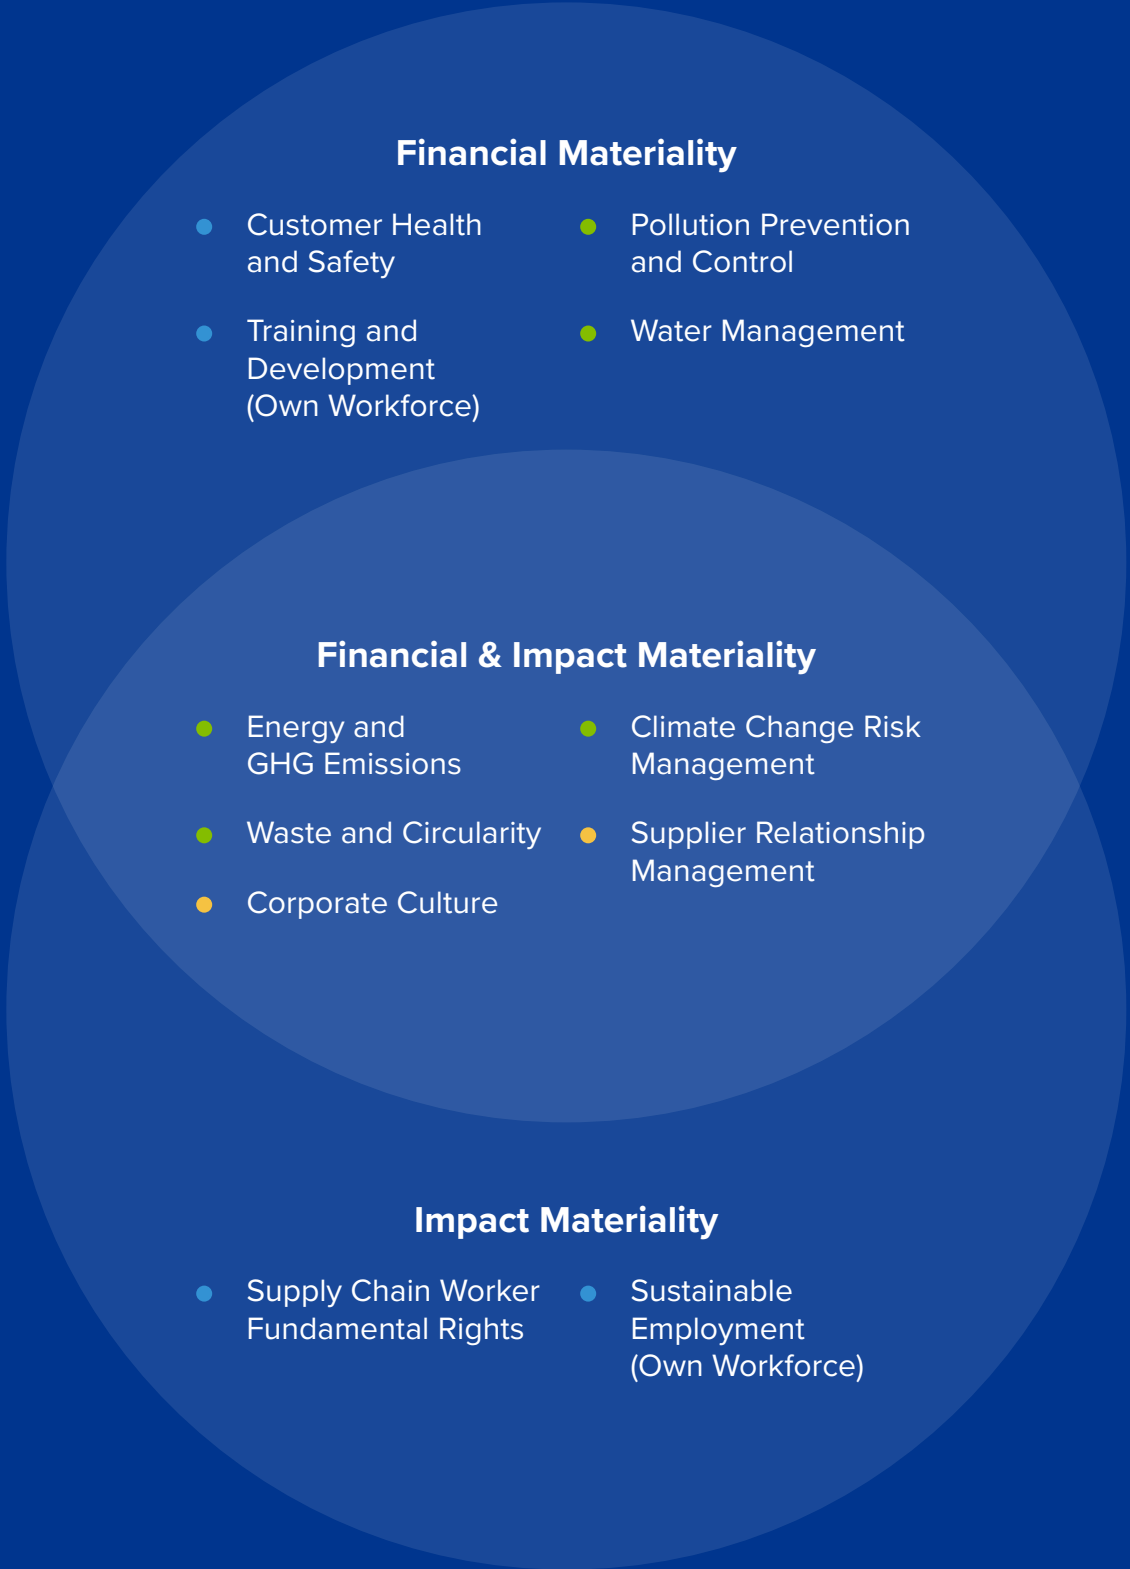 Financial Materiality
Customer Health
and Safety
Training and
Development
(Own Workforce)
Pollution Prevention
and Control
Water Management
Financial & Impact Materiality
Energy and
GHG Emissions
Waste and Circularity
Corporate Culture
Climate Change Risk
Management
Supplier Relationship
Management
Impact Materiality
Supply Chain Worker
Fundamental Rights
Sustainable
Employment
(Own Workforce)